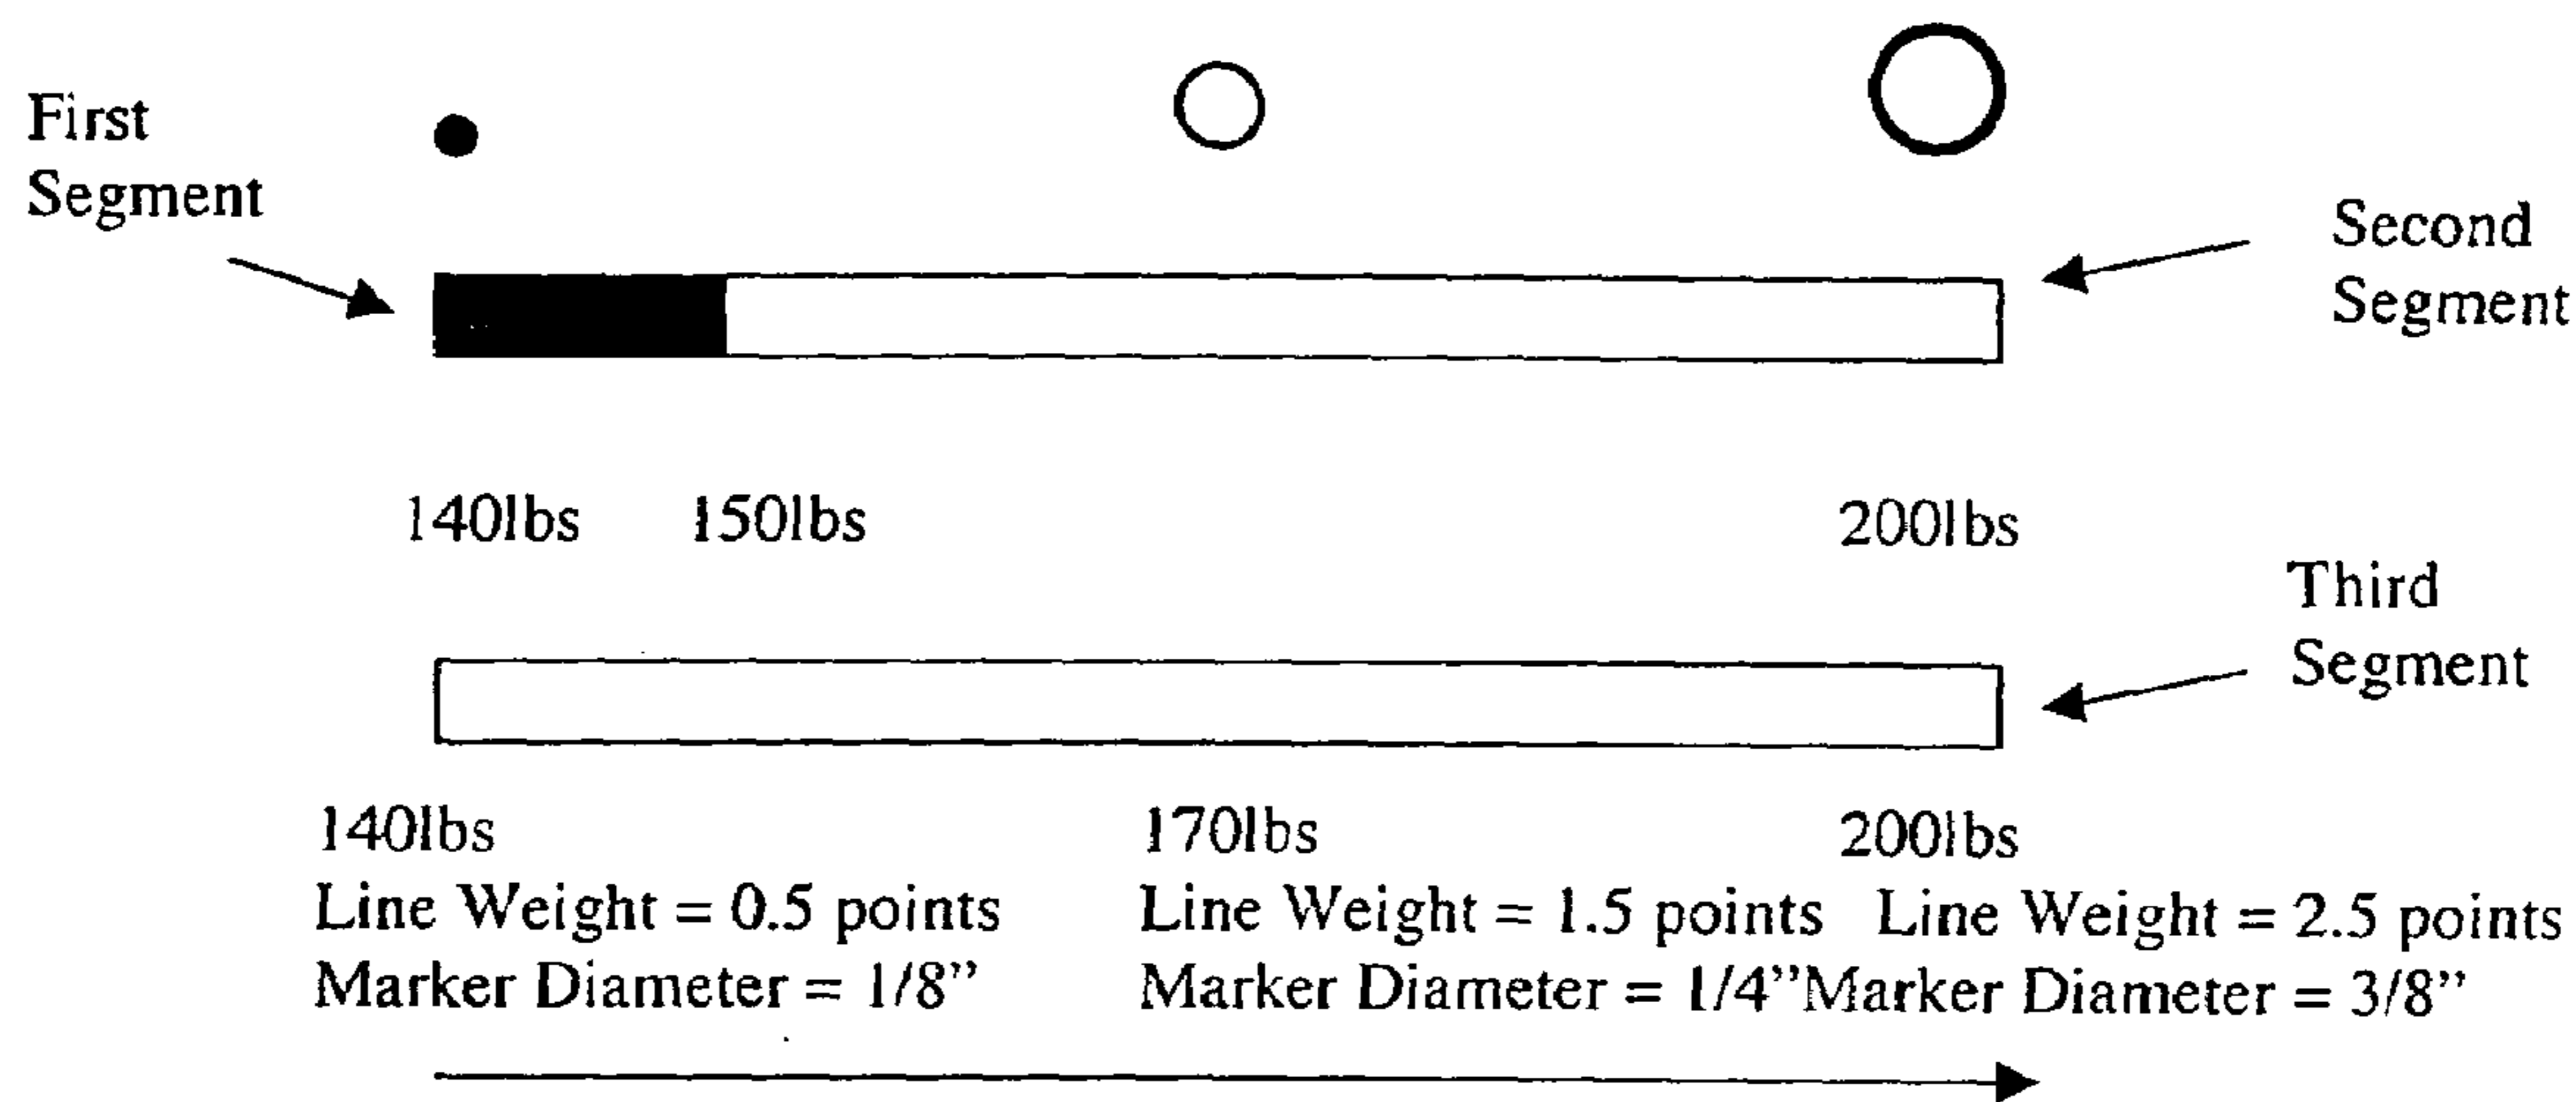 First
Segment
Second
Segment
140lbs 150lbs 200lbs
Third
Segment
140lbs 170lbs 200lbs
Line Weight = 0.5 points Line Weight = 1.5 points Line Weight = 2.5 points
Marker Diameter = 1/8” Marker Diameter = 1/4” Marker Diameter = 3/8”